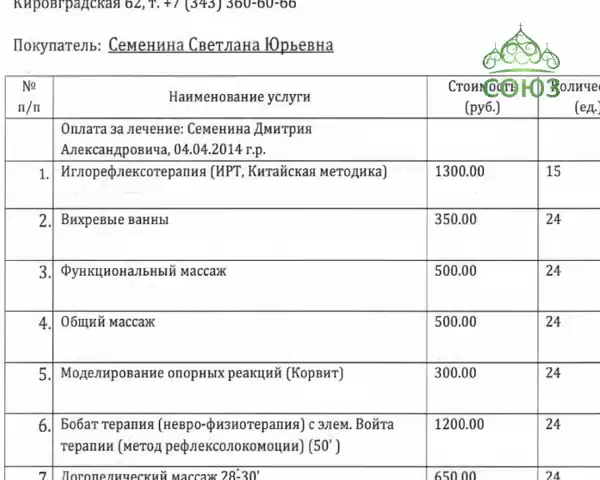 Кировградская 62, т. +7 (343) 360-60-66
Покупатель: Семенина Светлана Юрьевна
№ п/п Наименование услуги Стоимость (руб.) Количес (ед.)
СОЮЗ
Оплата за лечение: Семенина Дмитрия
Александровича, 04.04.2014 г.р.
1. Иглорефлексотерапия (ИРТ, Китайская методика) 1300.00 15
2. Вихревые ванны 350.00 24
3. Функциональный массаж 500.00 24
4. Общий массаж 500.00 24
5. Моделирование опорных реакций (Корвит) 300.00 24
6. Бобат терапия (невро-физиотерапия) с элем. Войта 1200.00 24
терапии (метод рефлексолокомоции) (50')
7. Логопедический массаж 28-30' 650.00 24